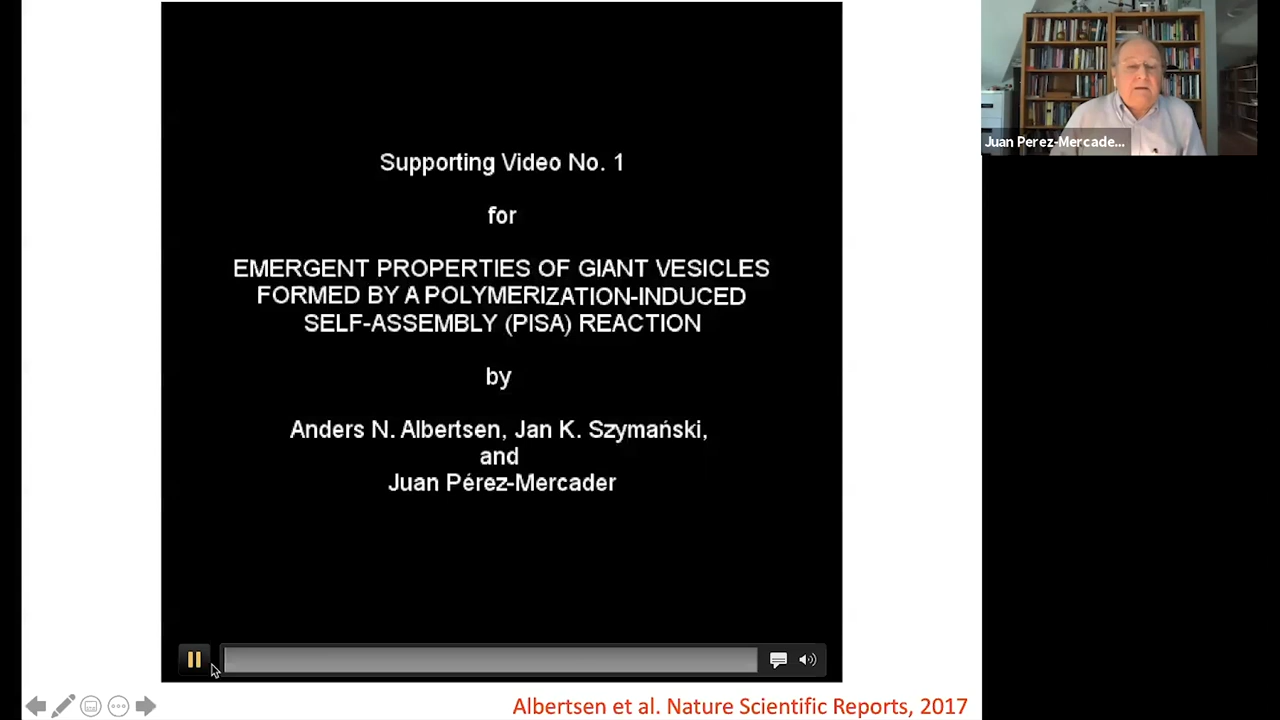 Supporting Video No. 1
for
EMERGENT PROPERTIES OF GIANT VESICLES
FORMED BY A POLYMERIZATION-INDUCED
SELF-ASSEMBLY (PISA) REACTION
by
Anders N. Albertsen, Jan K. Szymański,
and
Juan Pérez-Mercader
Juan Perez-Mercade...
Albertsen et al. Nature Scientific Reports, 2017